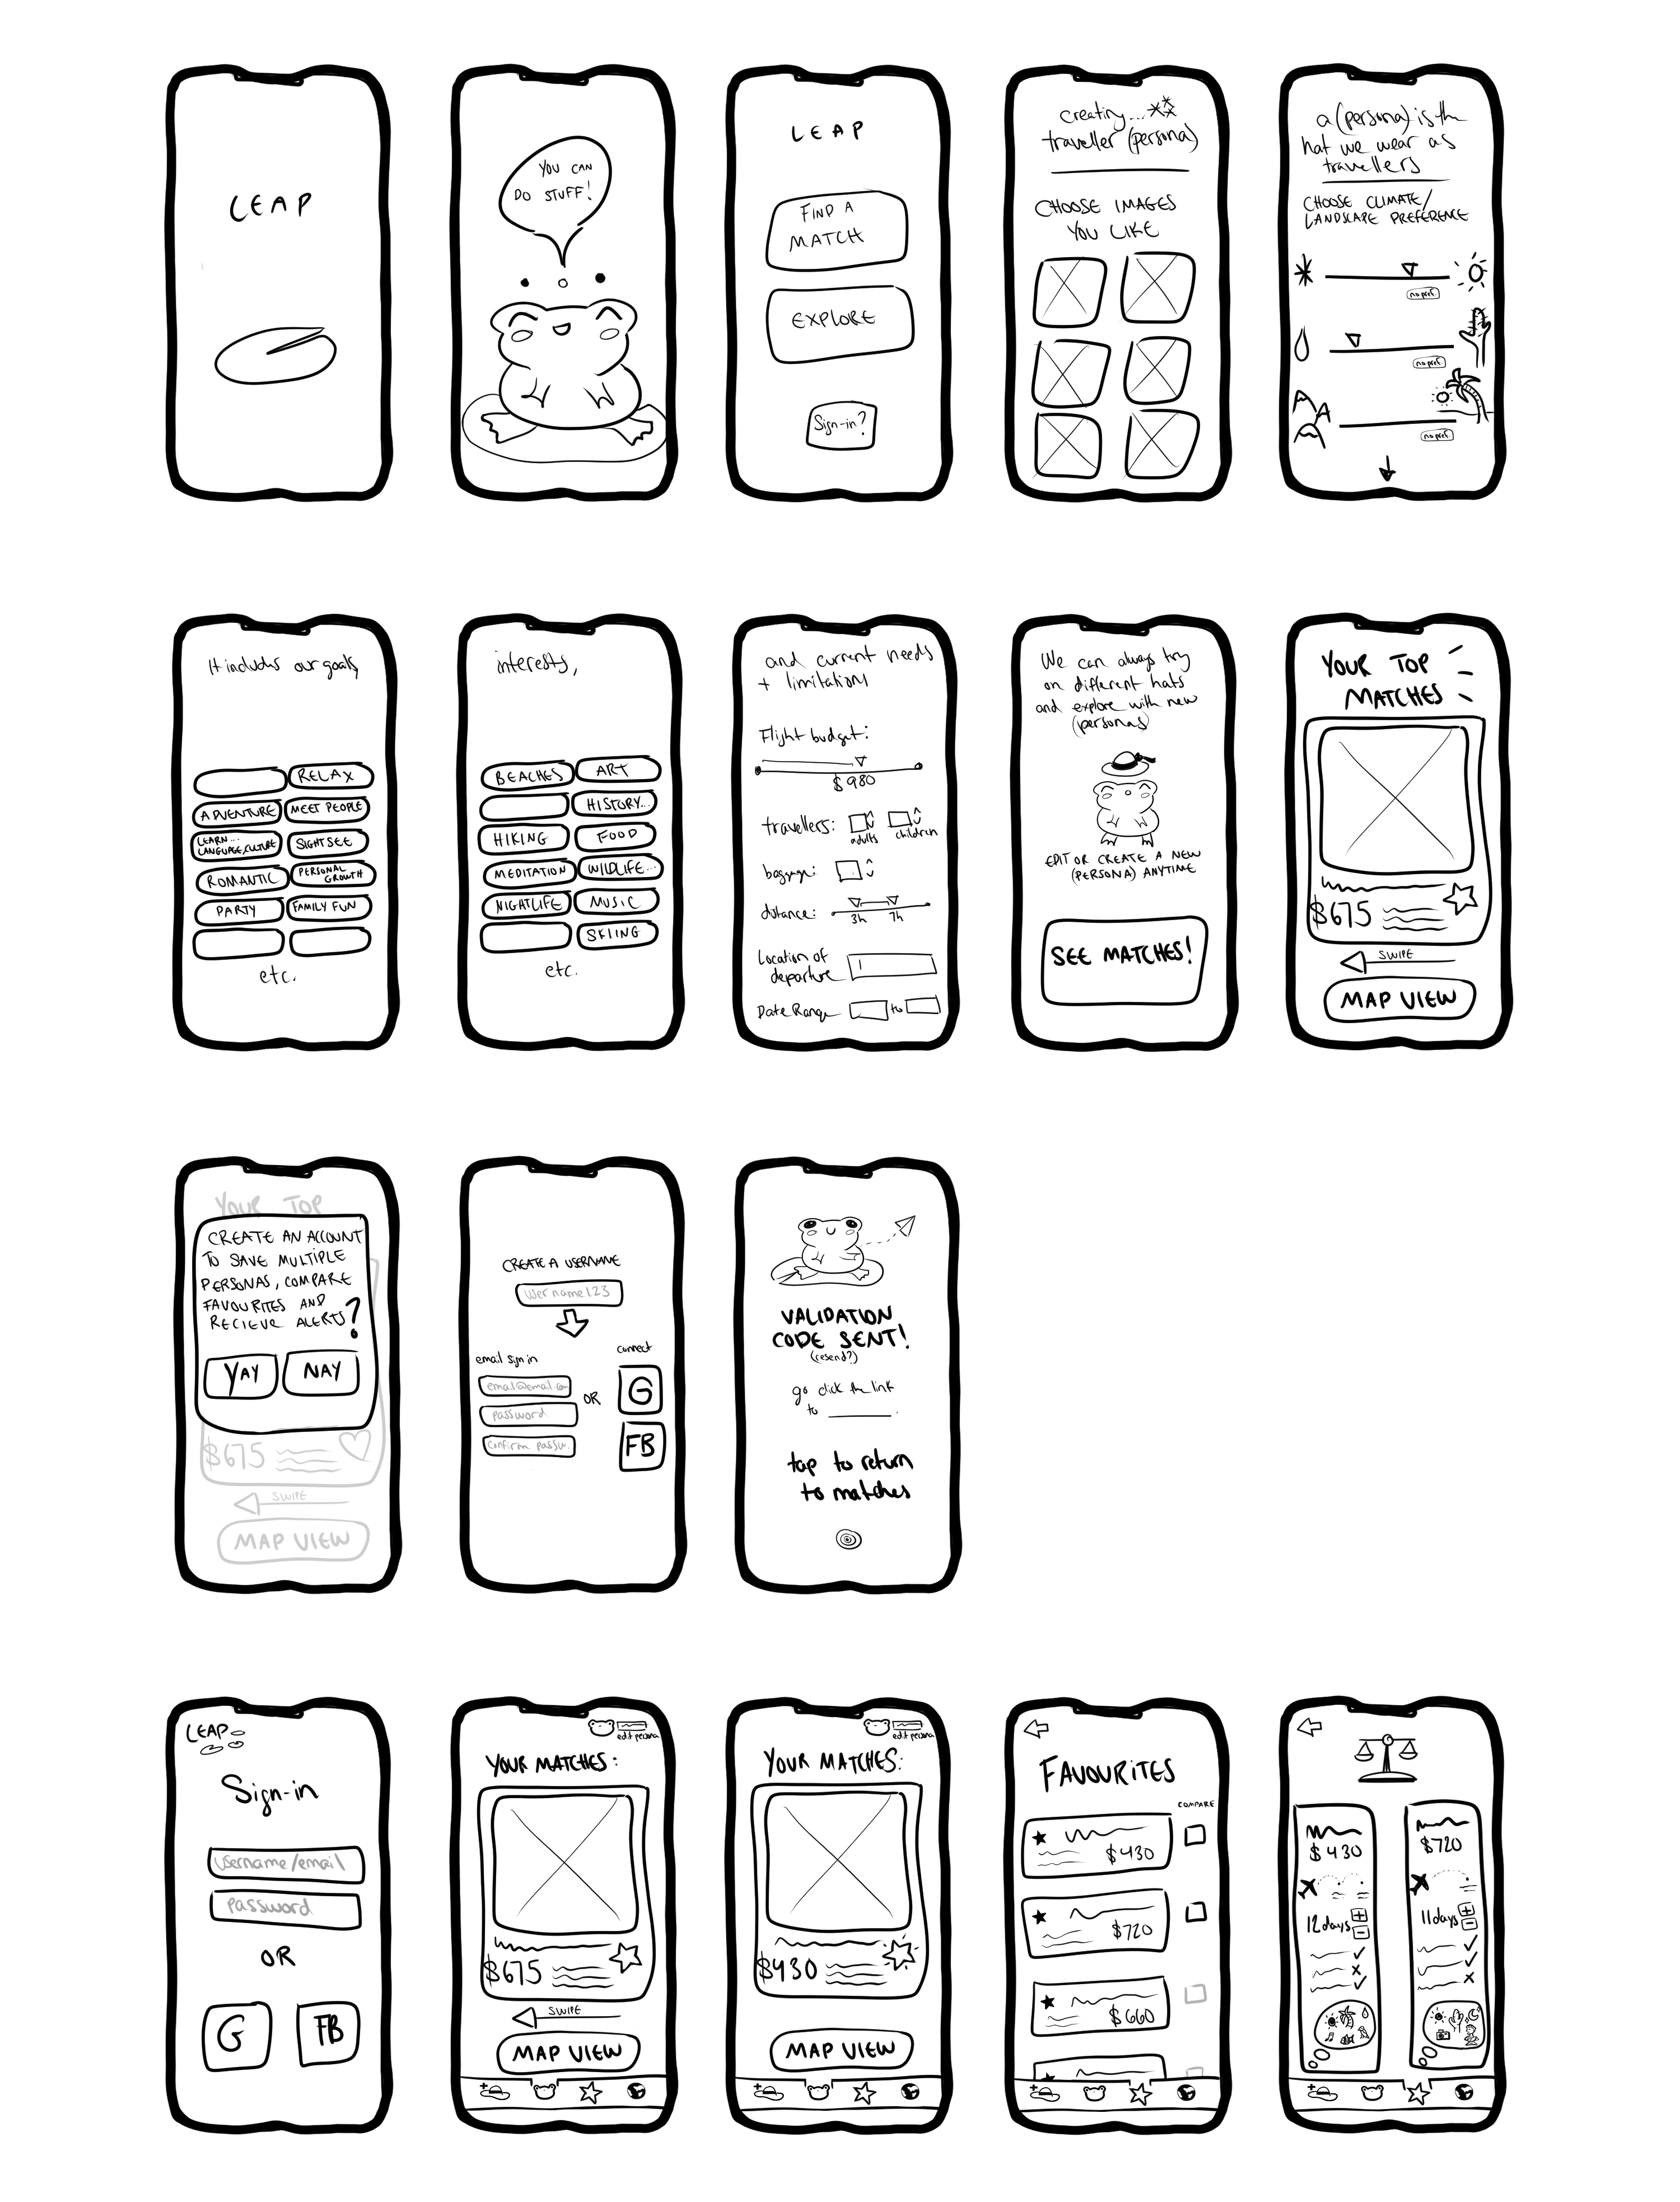 LEAP
YOU CAN
DO STUFF!
LEAP
FIND A
MATCH
EXPLORE
Sign-in?
creating...
traveller (persona)
CHOOSE IMAGES
YOU LIKE
a (persona) is the
hat we wear as
travellers
CHOOSE CLIMATE/
LANDSCAPE PREFERENCE
no pref.
no pref.
no pref.
It includes our goals,
RELAX
ADVENTURE
MEET PEOPLE
LEARN...
LANGUAGE, CULTURE
SIGHTSEE
ROMANTIC
PERSONAL
GROWTH
PARTY
FAMILY FUN
etc.
interests,
BEACHES
ART
HISTORY...
HIKING
FOOD
MEDITATION
WILDLIFE...
NIGHTLIFE
MUSIC
SKIING
etc.
and current needs
+ limitations
Flight budget:
$980
travellers:
adults
children
baggage:
distance:
3h 7h
Location of
departure
Date Range
to
We can always try
on different hats
and explore with new
(personas)
EDIT OR CREATE A NEW
(PERSONA) ANYTIME
SEE MATCHES!
YOUR TOP
MATCHES
$675
SWIPE
MAP VIEW
YOUR TOP
CREATE AN ACCOUNT
TO SAVE MULTIPLE
PERSONAS, COMPARE
FAVOURITES AND
RECIEVE ALERTS?
YAY
NAY
$675
SWIPE
MAP VIEW
CREATE A USERNAME
username123
email sign in
connect
email@email.com
password
confirm passw.
OR
G
FB
VALIDATION
CODE SENT!
(resend?)
go click the link
to
tap to return
to matches
LEAP
Sign-in
username/email
password
OR
G
FB
edit persona
YOUR MATCHES:
$675
SWIPE
MAP VIEW
edit persona
YOUR MATCHES:
$430
MAP VIEW
FAVOURITES
COMPARE
$430
$720
$660
$430
12days
$720
11days